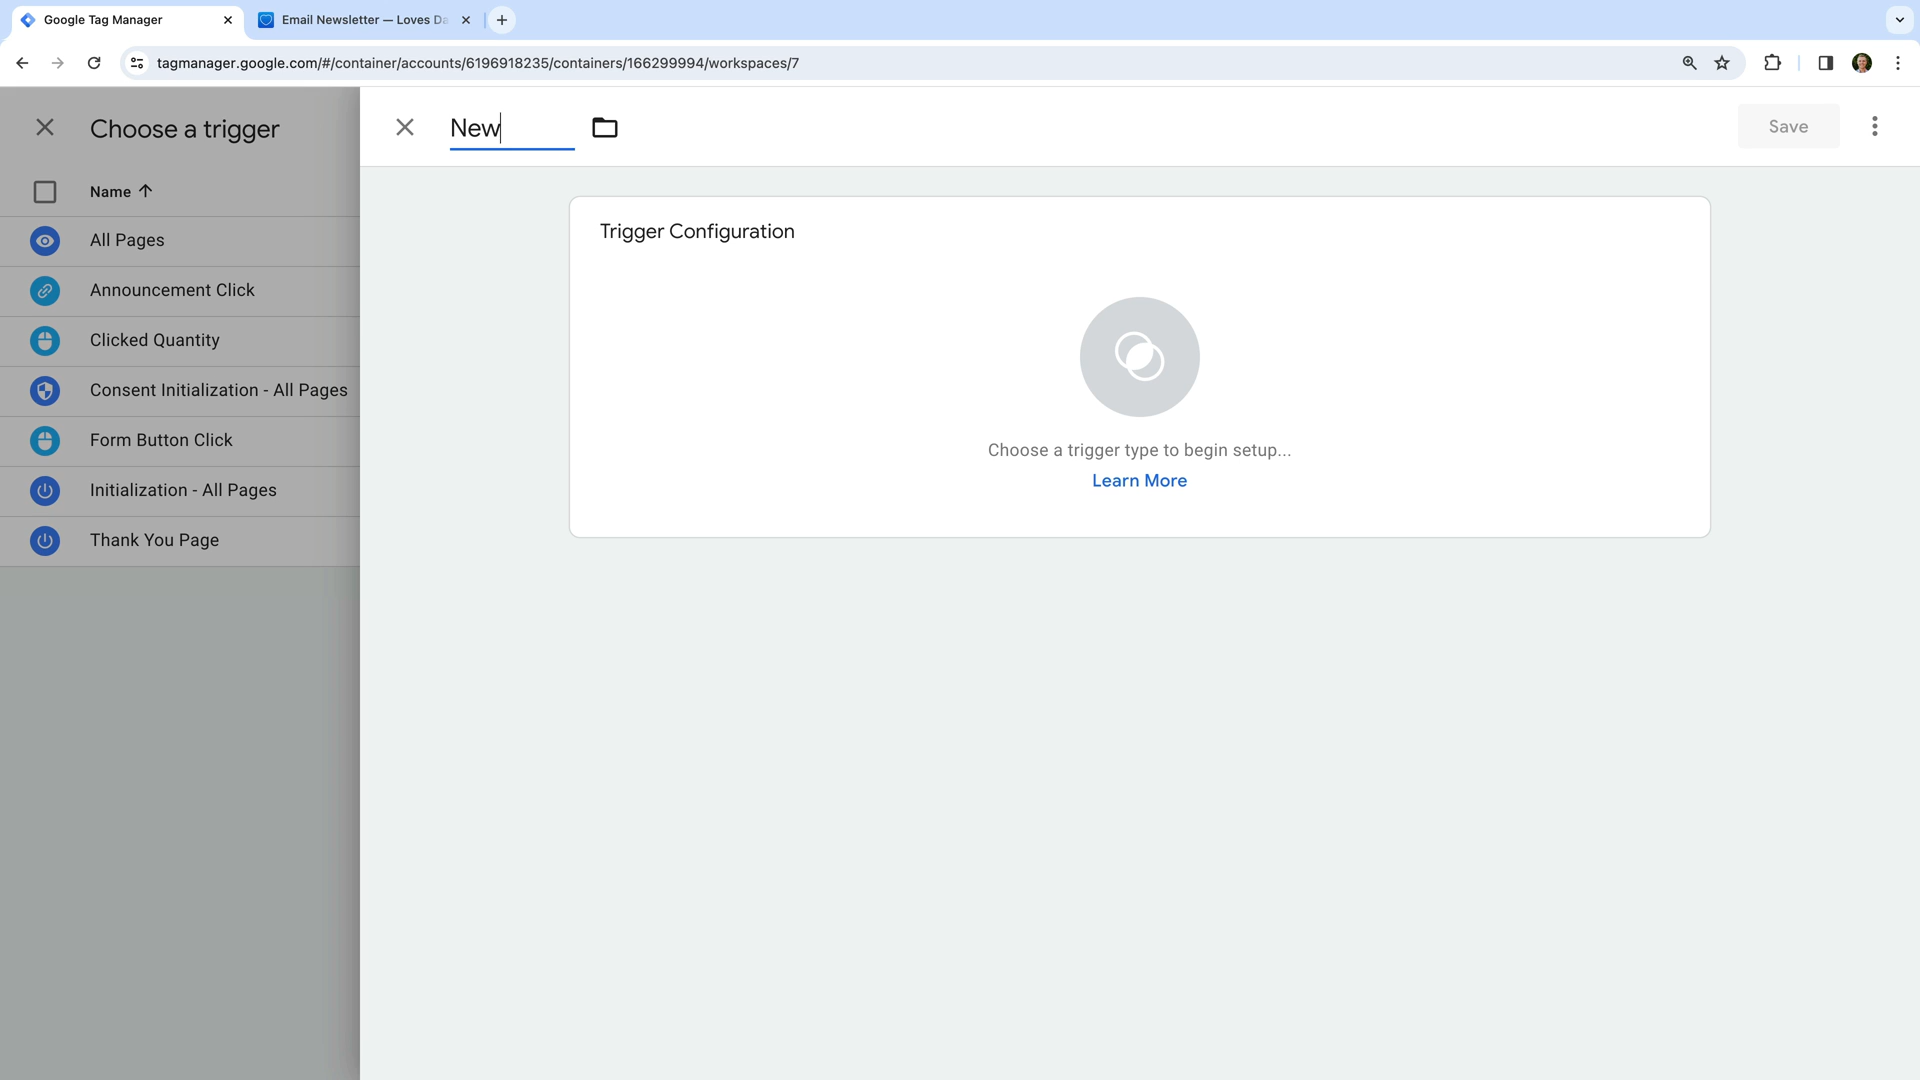 Google Tag Manager
Email Newsletter — Loves Da
tagmanager.google.com/#/container/accounts/6196918235/containers/166299994/workspaces/7
Choose a trigger
New
Save
Name
All Pages
Announcement Click
Clicked Quantity
Consent Initialization - All Pages
Form Button Click
Initialization - All Pages
Thank You Page
Trigger Configuration
Choose a trigger type to begin setup...
Learn More